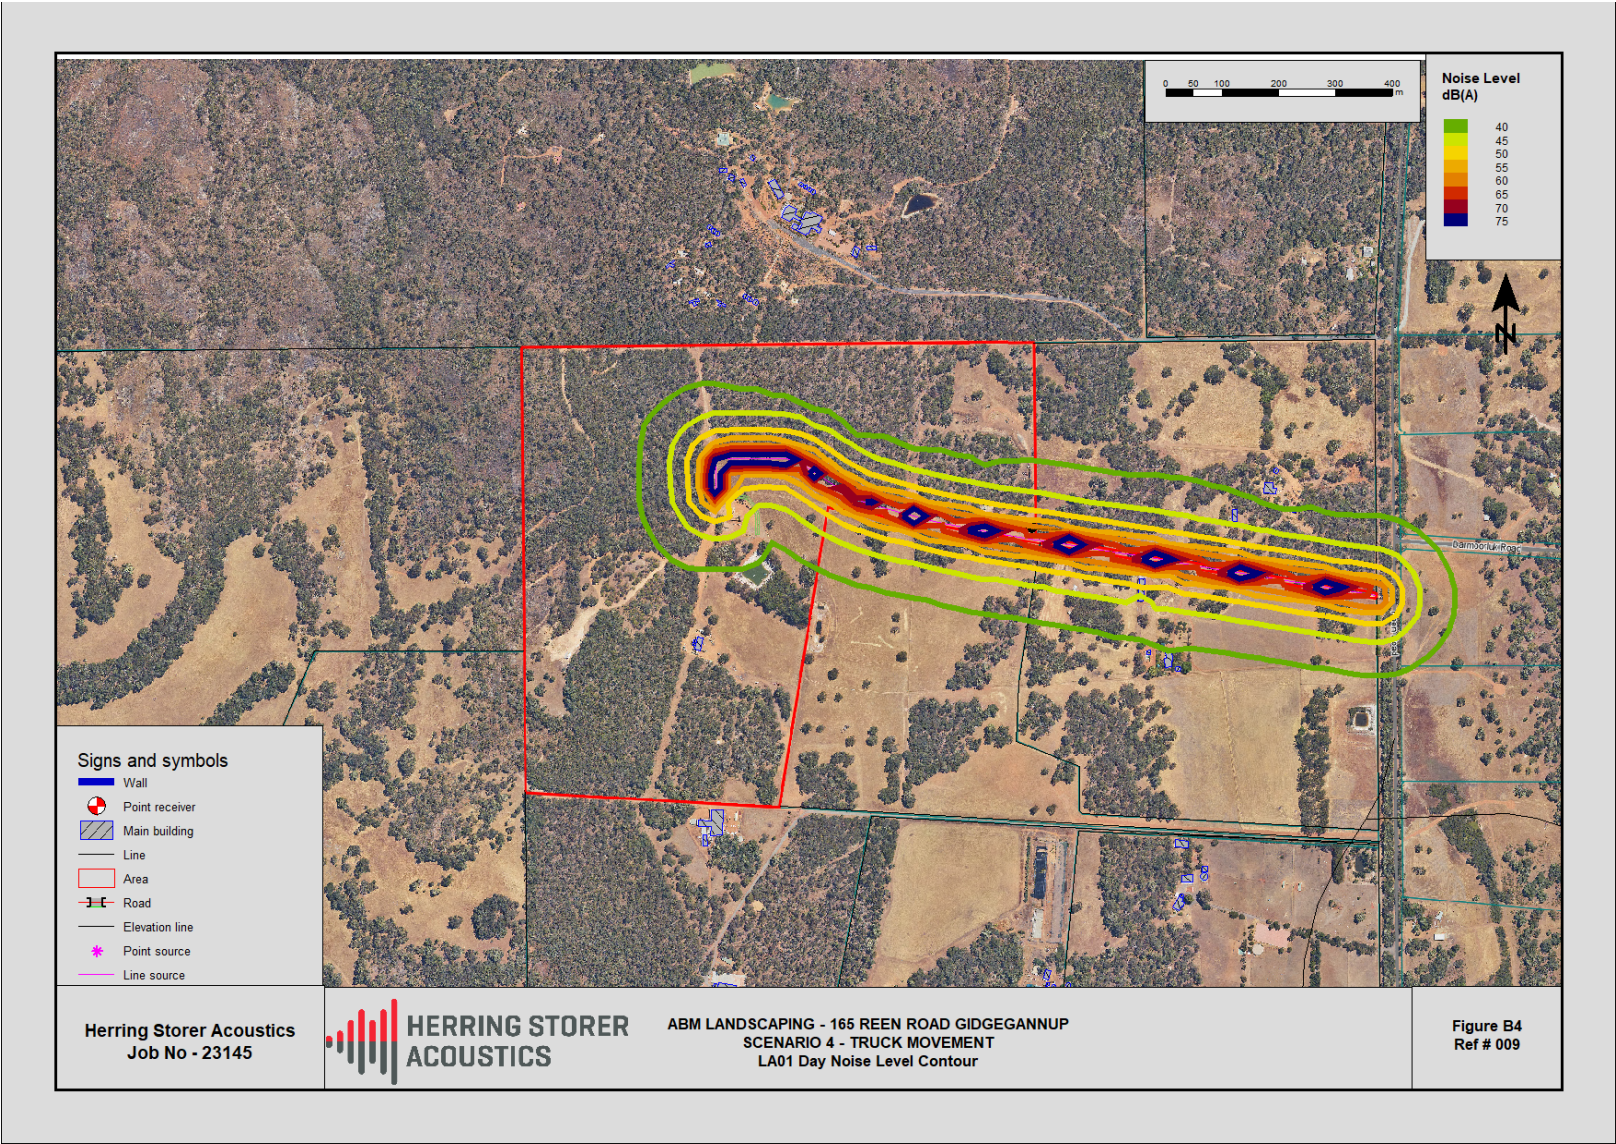 0 50 100 200 300 400
m
Noise Level
dB(A)
40
45
50
55
60
65
70
75
N
Dalmooriuk Road
Signs and symbols
Wall
Point receiver
Main building
Line
Area
Road
Elevation line
Point source
Line source
Herring Storer Acoustics
Job No - 23145
HERRING STORER
ACOUSTICS
ABM LANDSCAPING - 165 REEN ROAD GIDGEGANNUP
SCENARIO 4 - TRUCK MOVEMENT
LA01 Day Noise Level Contour
Figure B4
Ref # 009